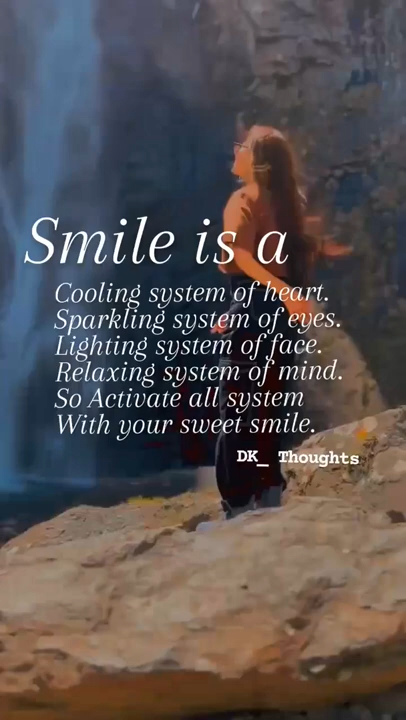 Smile is a
Cooling system of heart.
Sparkling system of eyes.
Lighting system of face.
Relaxing system of mind.
So Activate all system
With your sweet smile.
DK_ Thoughts